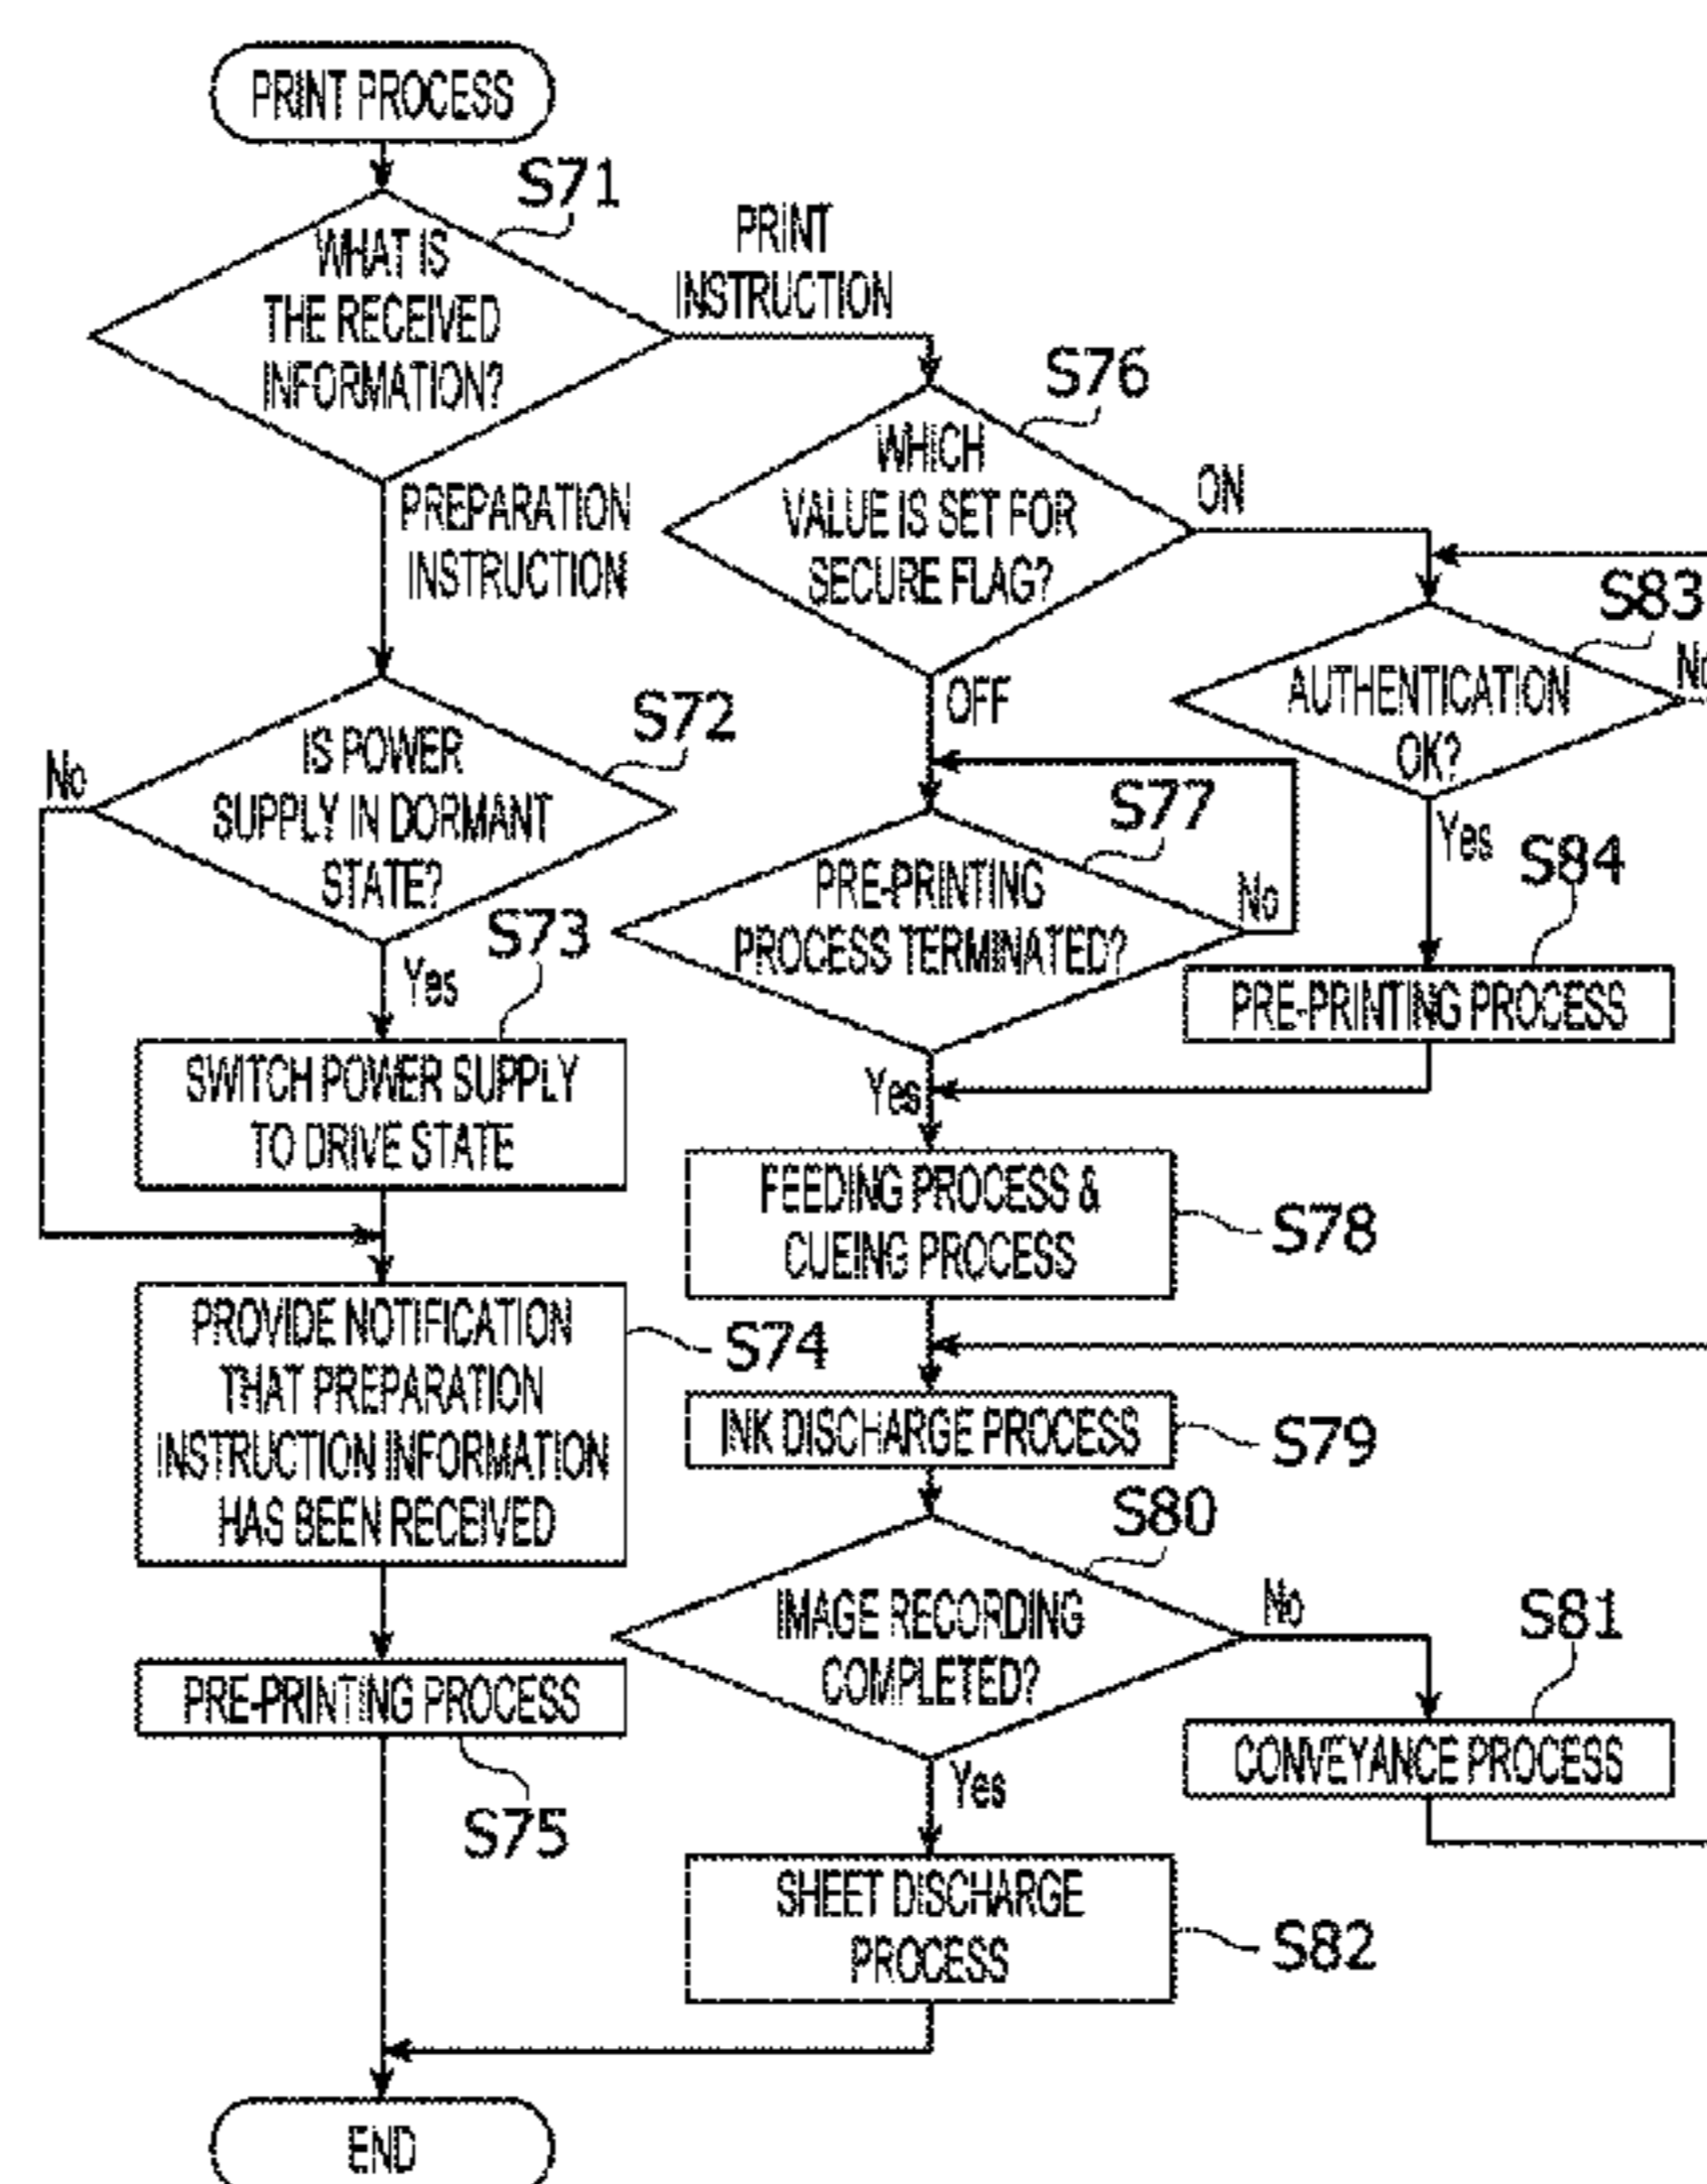 PRINT PROCESS
S71
WHAT IS
THE RECEIVED
INFORMATION?
PRINT
INSTRUCTION
PREPARATION
INSTRUCTION
S76
WHICH
VALUE IS SET FOR
SECURE FLAG?
ON
OFF
S83
AUTHENTICATION
OK?
No
Yes
S72
IS POWER
SUPPLY IN DORMANT
STATE?
No
Yes
S77
PRE-PRINTING
PROCESS TERMINATED?
No
Yes
S84
PRE-PRINTING PROCESS
S73
SWITCH POWER SUPPLY
TO DRIVE STATE
FEEDING PROCESS &
CUEING PROCESS
S78
PROVIDE NOTIFICATION
THAT PREPARATION
INSTRUCTION INFORMATION
HAS BEEN RECEIVED
S74
INK DISCHARGE PROCESS
S79
S80
IMAGE RECORDING
COMPLETED?
No
Yes
S81
CONVEYANCE PROCESS
PRE-PRINTING PROCESS
S75
SHEET DISCHARGE
PROCESS
S82
END